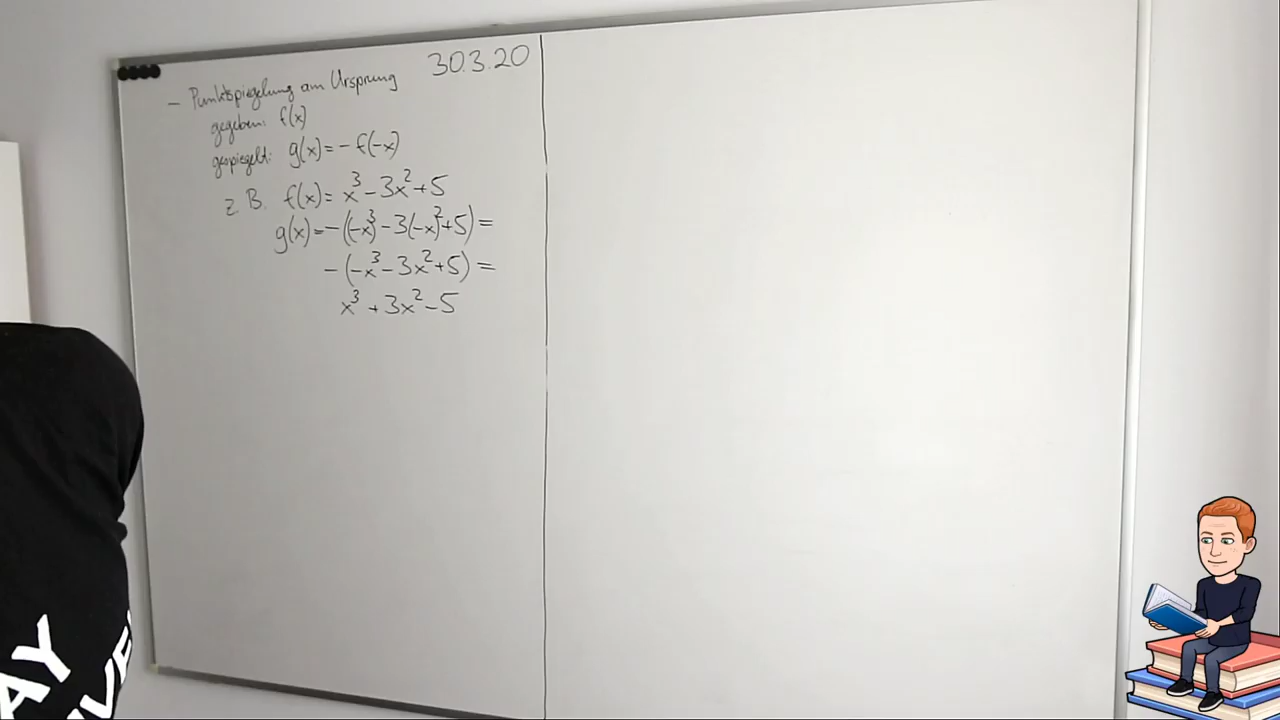 30.3.20
– Punktspiegelung am Ursprung
gegeben: f(x)
gespiegelt: g(x) = – f(-x)
z. B. f(x) = x³ – 3x² + 5
g(x) = – ((-x)³ – 3(-x)² + 5) =
– (-x³ – 3x² + 5) =
x³ + 3x² – 5
AY